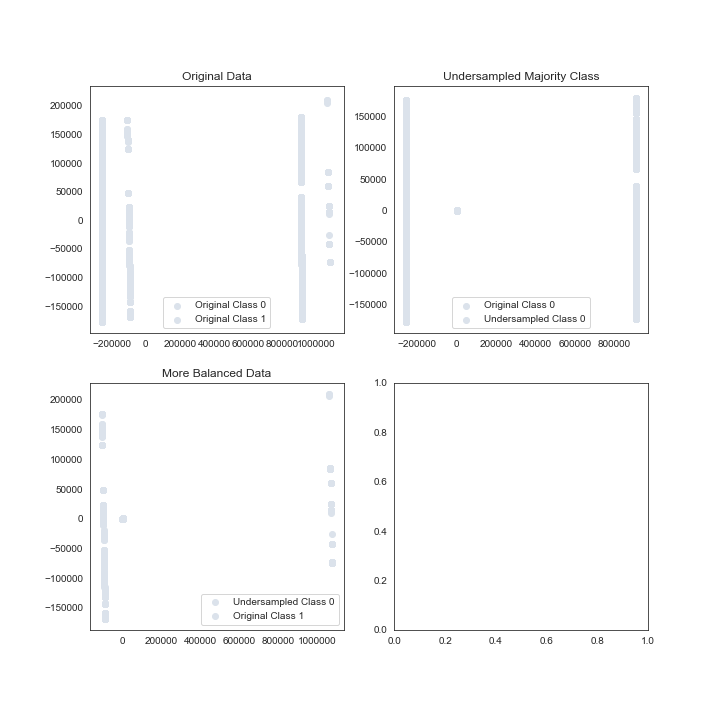 Original Data
200000
150000
100000
50000
0
−50000
−100000
−150000
−200000 0 200000 400000 600000 800000 1000000
Original Class 0
Original Class 1
Undersampled Majority Class
150000
100000
50000
0
−50000
−100000
−150000
−200000 0 200000 400000 600000 800000
Original Class 0
Undersampled Class 0
More Balanced Data
200000
150000
100000
50000
0
−50000
−100000
−150000
0 200000 400000 600000 800000 1000000
Undersampled Class 0
Original Class 1
1.0
0.8
0.6
0.4
0.2
0.0
0.0 0.2 0.4 0.6 0.8 1.0